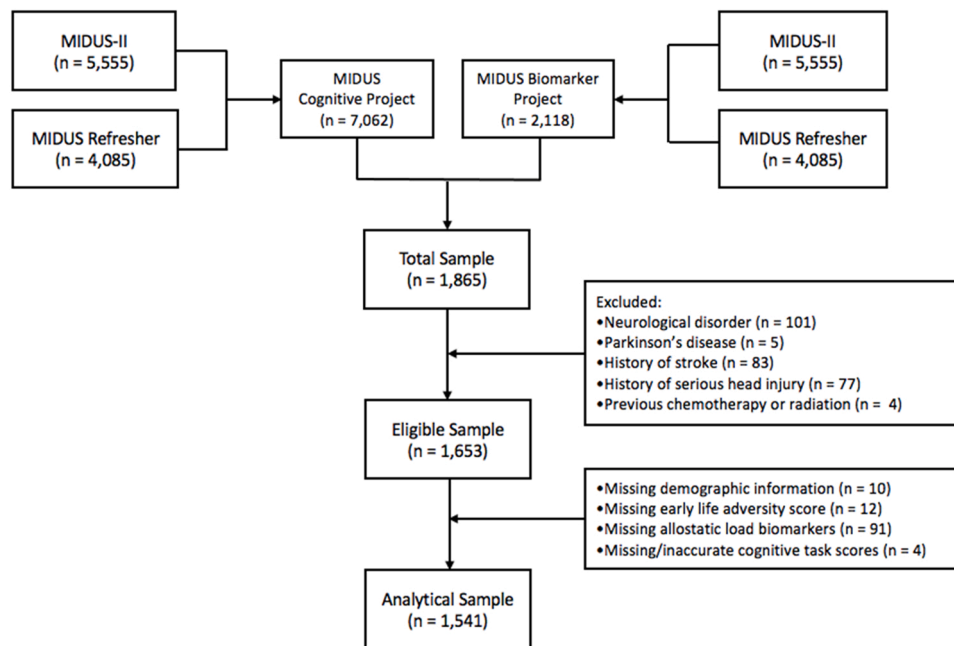 MIDUS-II
(n = 5,555)
MIDUS Refresher
(n = 4,085)
MIDUS
Cognitive Project
(n = 7,062)
MIDUS Biomarker
Project
(n = 2,118)
MIDUS-II
(n = 5,555)
MIDUS Refresher
(n = 4,085)
Total Sample
(n = 1,865)
Excluded:
•Neurological disorder (n = 101)
•Parkinson’s disease (n = 5)
•History of stroke (n = 83)
•History of serious head injury (n = 77)
•Previous chemotherapy or radiation (n =  4)
Eligible Sample
(n = 1,653)
•Missing demographic information (n = 10)
•Missing early life adversity score (n = 12)
•Missing allostatic load biomarkers (n = 91)
•Missing/inaccurate cognitive task scores (n = 4)
Analytical Sample
(n = 1,541)